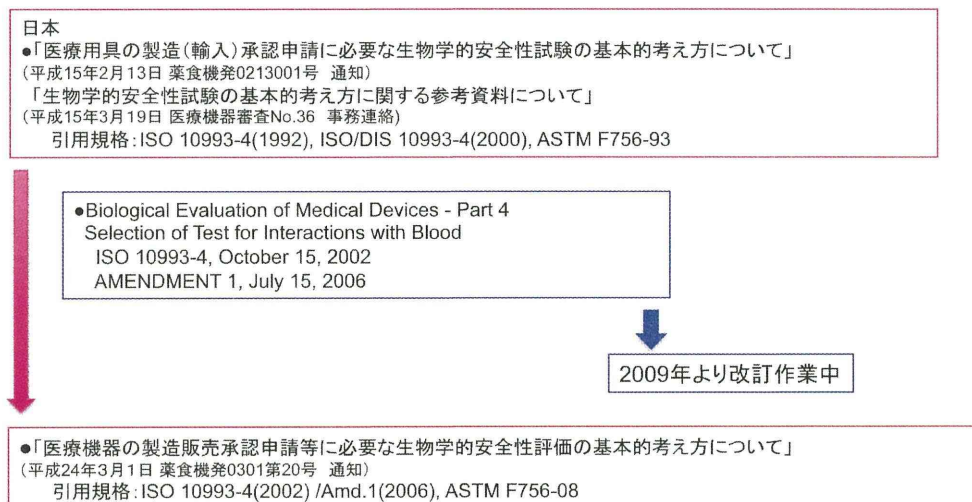 日本
●「医療用具の製造(輸入)承認申請に必要な生物学的安全性試験の基本的考え方について」
(平成15年2月13日 薬食機発0213001号 通知)
「生物学的安全性試験の基本的考え方に関する参考資料について」
(平成15年3月19日 医療機器審査No.36 事務連絡)
引用規格:ISO 10993-4(1992), ISO/DIS 10993-4(2000), ASTM F756-93
●Biological Evaluation of Medical Devices - Part 4
Selection of Test for Interactions with Blood
ISO 10993-4, October 15, 2002
AMENDMENT 1, July 15, 2006
2009年より改訂作業中
●「医療機器の製造販売承認申請等に必要な生物学的安全性評価の基本的考え方について」
(平成24年3月1日 薬食機発0301第20号 通知)
引用規格:ISO 10993-4(2002) /Amd.1(2006), ASTM F756-08